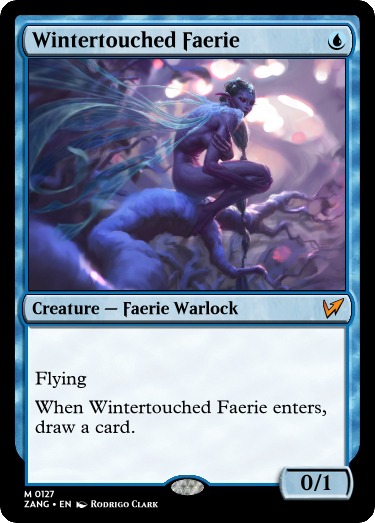 Wintertouched Faerie
Creature — Faerie Warlock
Flying
When Wintertouched Faerie enters,
draw a card.
0/1
M 0127
ZANG • EN Rodrigo Clark